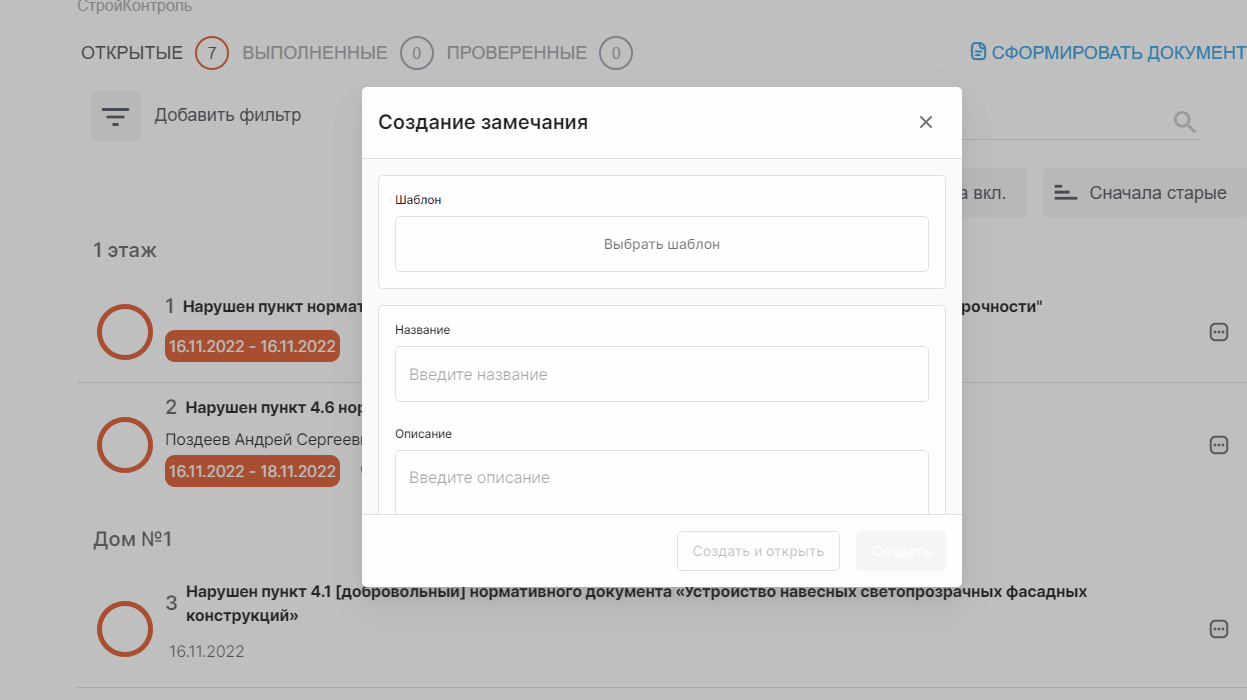 СтройКонтроль
ОТКРЫТЫЕ 7 ВЫПОЛНЕННЫЕ 0 ПРОВЕРЕННЫЕ 0 СФОРМИРОВАТЬ ДОКУМЕНТ
Добавить фильтр
Создание замечания
Шаблон
Выбрать шаблон
вкл.
Сначала старые
1 этаж
1 Нарушен пункт рочности"
16.11.2022 - 16.11.2022
Название
Введите название
2 Нарушен пункт 4.6
Поздеев Андрей
16.11.2022 - 18.11.2022
Описание
Введите описание
Создать и открыть Создать
Дом №1
3 Нарушен пункт 4.1 [добровольный] нормативного документа «Устройство навесных светопрозрачных фасадных
конструкций»
16.11.2022